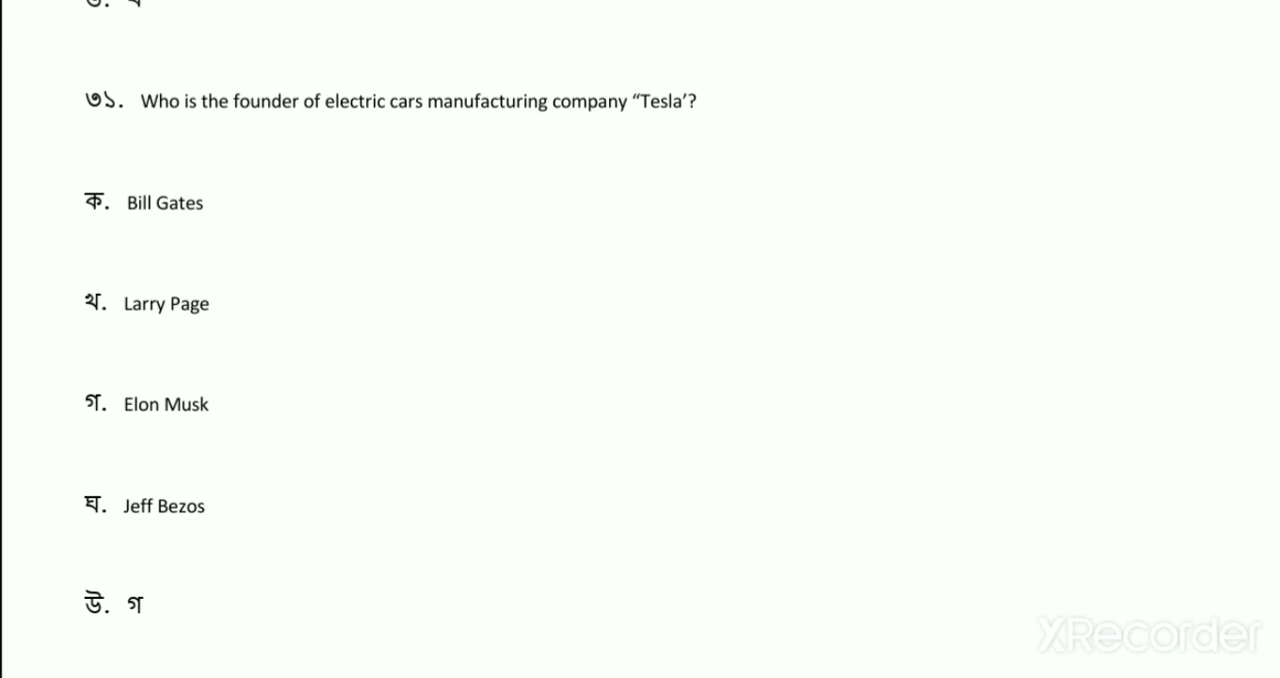 ৩১. Who is the founder of electric cars manufacturing company “Tesla’?
ক. Bill Gates
খ. Larry Page
গ. Elon Musk
ঘ. Jeff Bezos
উ. গ
XRecorder